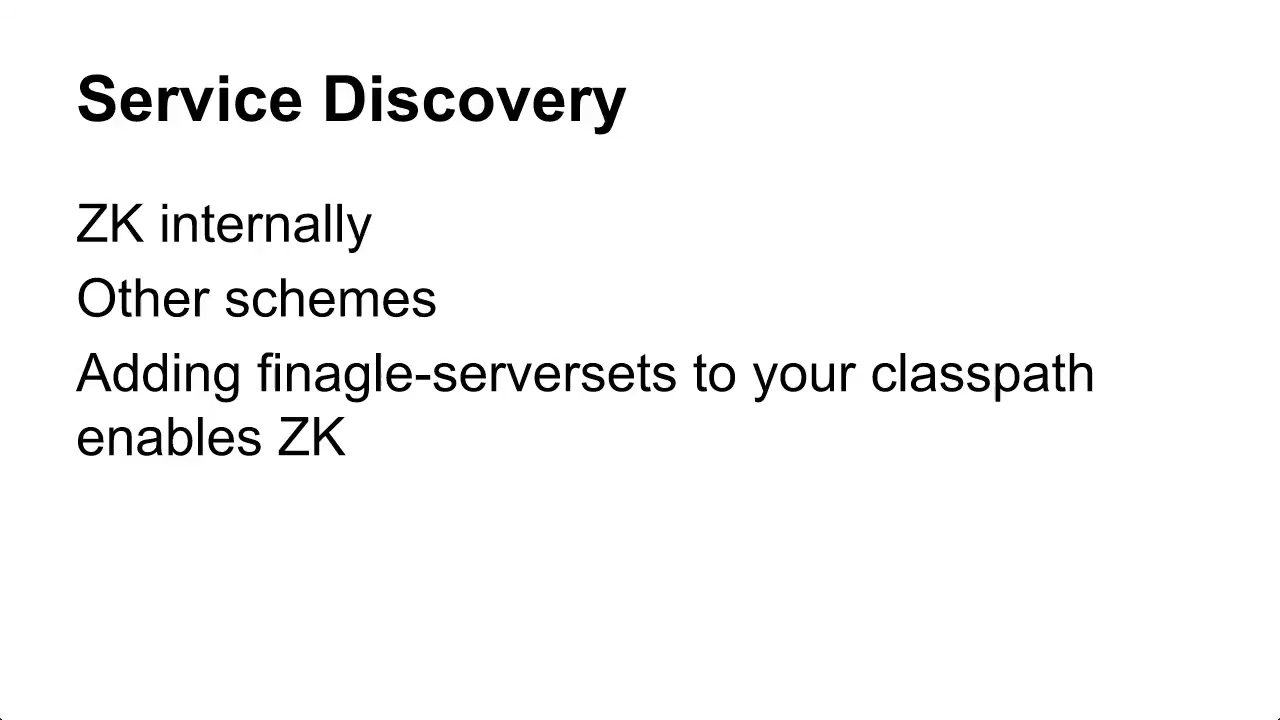 Service Discovery
ZK internally
Other schemes
Adding finagle-serversets to your classpath
enables ZK